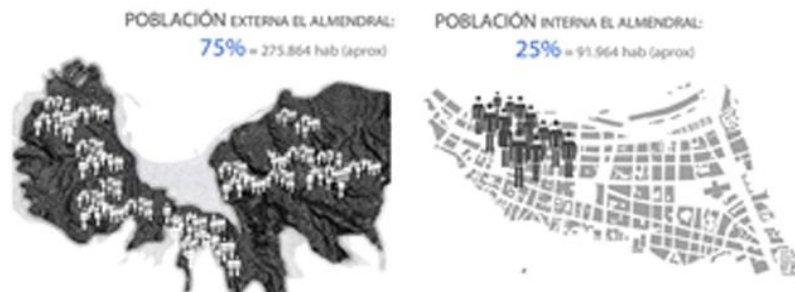 POBLACIÓN EXTERNA EL ALMENDRAL:
75% = 275.864 hab (aprox)
POBLACIÓN INTERNA EL ALMENDRAL:
25% = 91.964 hab (aprox)